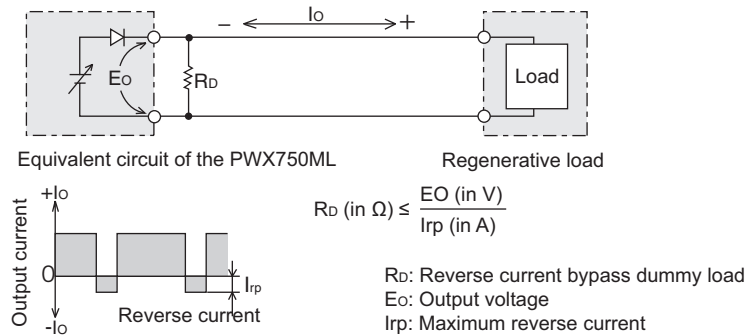 − Io +
Eo
RD
Load
Equivalent circuit of the PWX750ML
Regenerative load
+Io
Output current
0
-Io
Irp
Reverse current
RD (in Ω) ≤ EO (in V)
Irp (in A)
RD: Reverse current bypass dummy load
Eo: Output voltage
Irp: Maximum reverse current